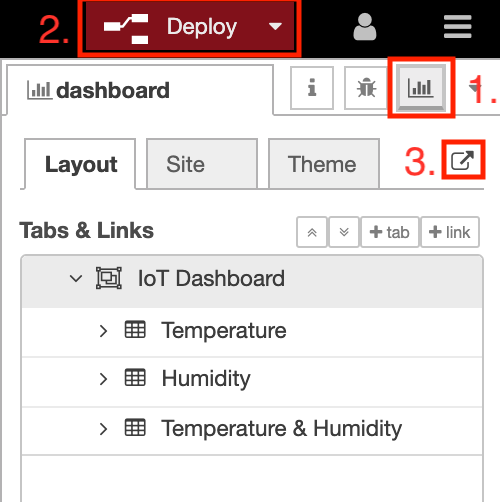 2. Deploy
dashboard i 1.
Layout Site Theme 3.
Tabs & Links + tab + link
IoT Dashboard
Temperature
Humidity
Temperature & Humidity